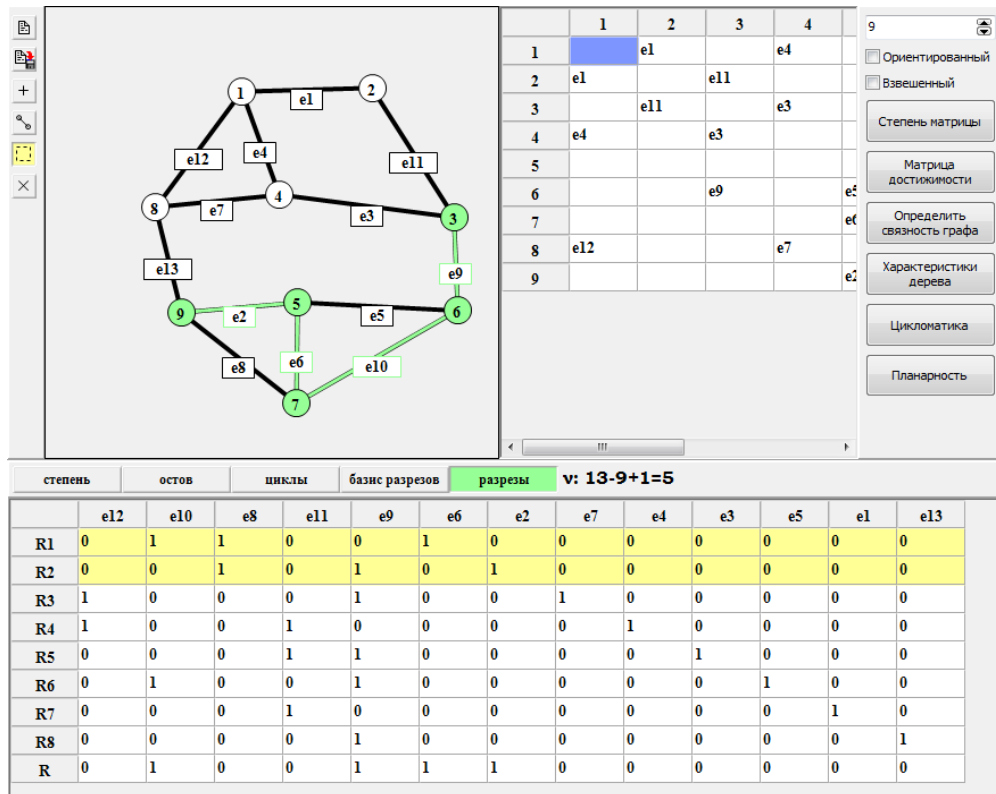 1 2 3 4
1 e1 e4
2 e1 e11
3 e11 e3
4 e4 e3
5
6 e9
7
8 e12 e7
9
9
Ориентированный
Взвешенный
Степень матрицы
Матрица
достижимости
Определить
связность графа
Характеристики
дерева
Цикломатика
Планарность
1 e1 2
e12 e4 e11
8 e7 4 e3 3
e13 e9
9 e2 5 e5 6
e8 e6 e10
7
степень остов циклы базис разрезов разрезы ν: 13-9+1=5
e12 e10 e8 e11 e9 e6 e2 e7 e4 e3 e5 e1 e13
R1 0 1 1 0 0 1 0 0 0 0 0 0 0
R2 0 0 1 0 1 0 1 0 0 0 0 0 0
R3 1 0 0 0 1 0 0 1 0 0 0 0 0
R4 1 0 0 1 0 0 0 0 1 0 0 0 0
R5 0 0 0 1 1 0 0 0 0 1 0 0 0
R6 0 1 0 0 1 0 0 0 0 0 1 0 0
R7 0 0 0 1 0 0 0 0 0 0 0 1 0
R8 0 0 0 0 1 0 0 0 0 0 0 0 1
R 0 1 0 0 1 1 1 0 0 0 0 0 0